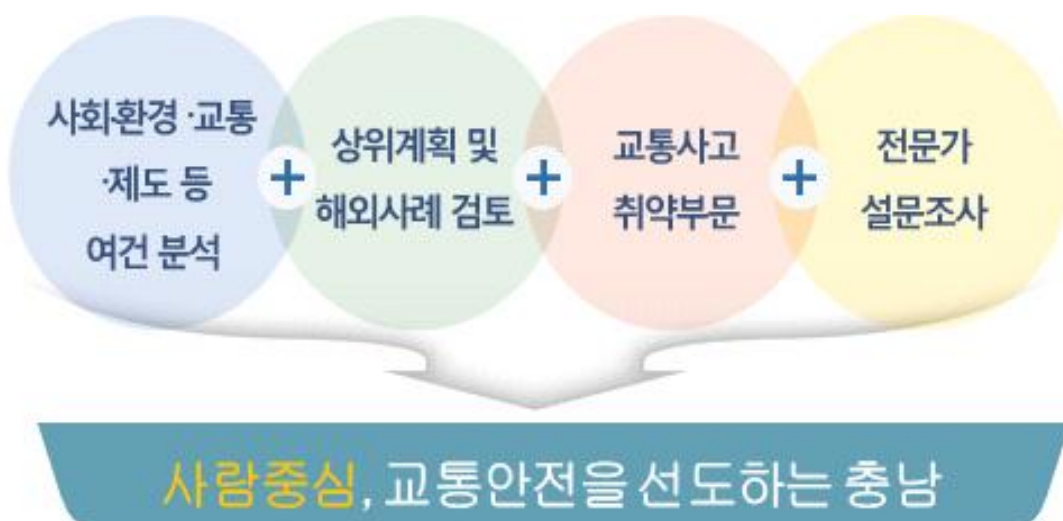 사회·환경·교통
·제도 등
여건 분석
+
상위계획 및
해외사례 검토
+
교통사고
취약부문
+
전문가
설문조사
사람중심, 교통안전을 선도하는 충남